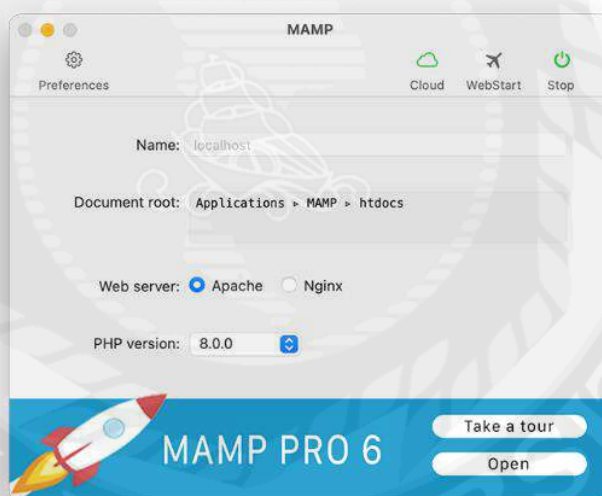 MAMP
Preferences
Cloud WebStart Stop
Name: localhost
Document root: Applications ▸ MAMP ▸ htdocs
Web server: Apache Nginx
PHP version: 8.0.0
MAMP PRO 6
Take a tour
Open